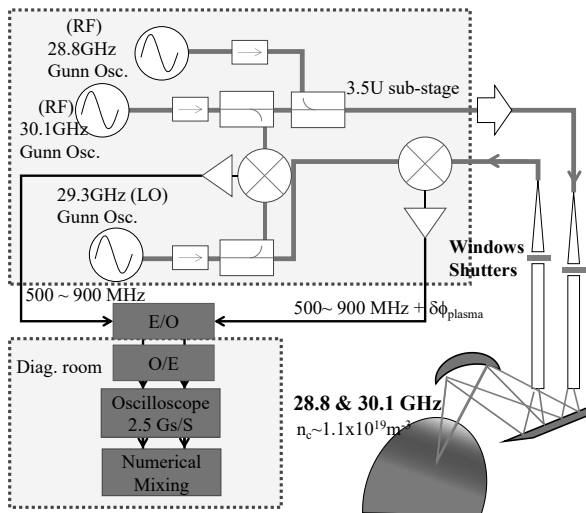 (RF)
28.8GHz
Gunn Osc.
(RF)
30.1GHz
Gunn Osc.
3.5U sub-stage
29.3GHz (LO)
Gunn Osc.
Windows
Shutters
500 ~ 900 MHz
500~ 900 MHz + δϕplasma
E/O
Diag. room
O/E
Oscilloscope
2.5 Gs/S
Numerical
Mixing
28.8 & 30.1 GHz
nc~1.1x10^19m^-3